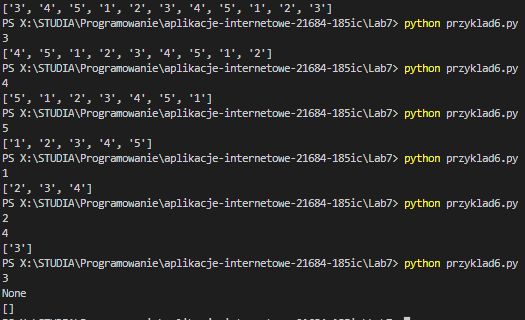 ['3', '4', '5', '1', '2', '3', '4', '5', '1', '2', '3']
PS X:\STUDIA\Programowanie\aplikacje-internetowe-21684-185ic\Lab7> python przyklad6.py
3
['4', '5', '1', '2', '3', '4', '5', '1', '2']
PS X:\STUDIA\Programowanie\aplikacje-internetowe-21684-185ic\Lab7> python przyklad6.py
4
['5', '1', '2', '3', '4', '5', '1']
PS X:\STUDIA\Programowanie\aplikacje-internetowe-21684-185ic\Lab7> python przyklad6.py
5
['1', '2', '3', '4', '5']
PS X:\STUDIA\Programowanie\aplikacje-internetowe-21684-185ic\Lab7> python przyklad6.py
1
['2', '3', '4']
PS X:\STUDIA\Programowanie\aplikacje-internetowe-21684-185ic\Lab7> python przyklad6.py
2
4
['3']
PS X:\STUDIA\Programowanie\aplikacje-internetowe-21684-185ic\Lab7> python przyklad6.py
3
None
[]